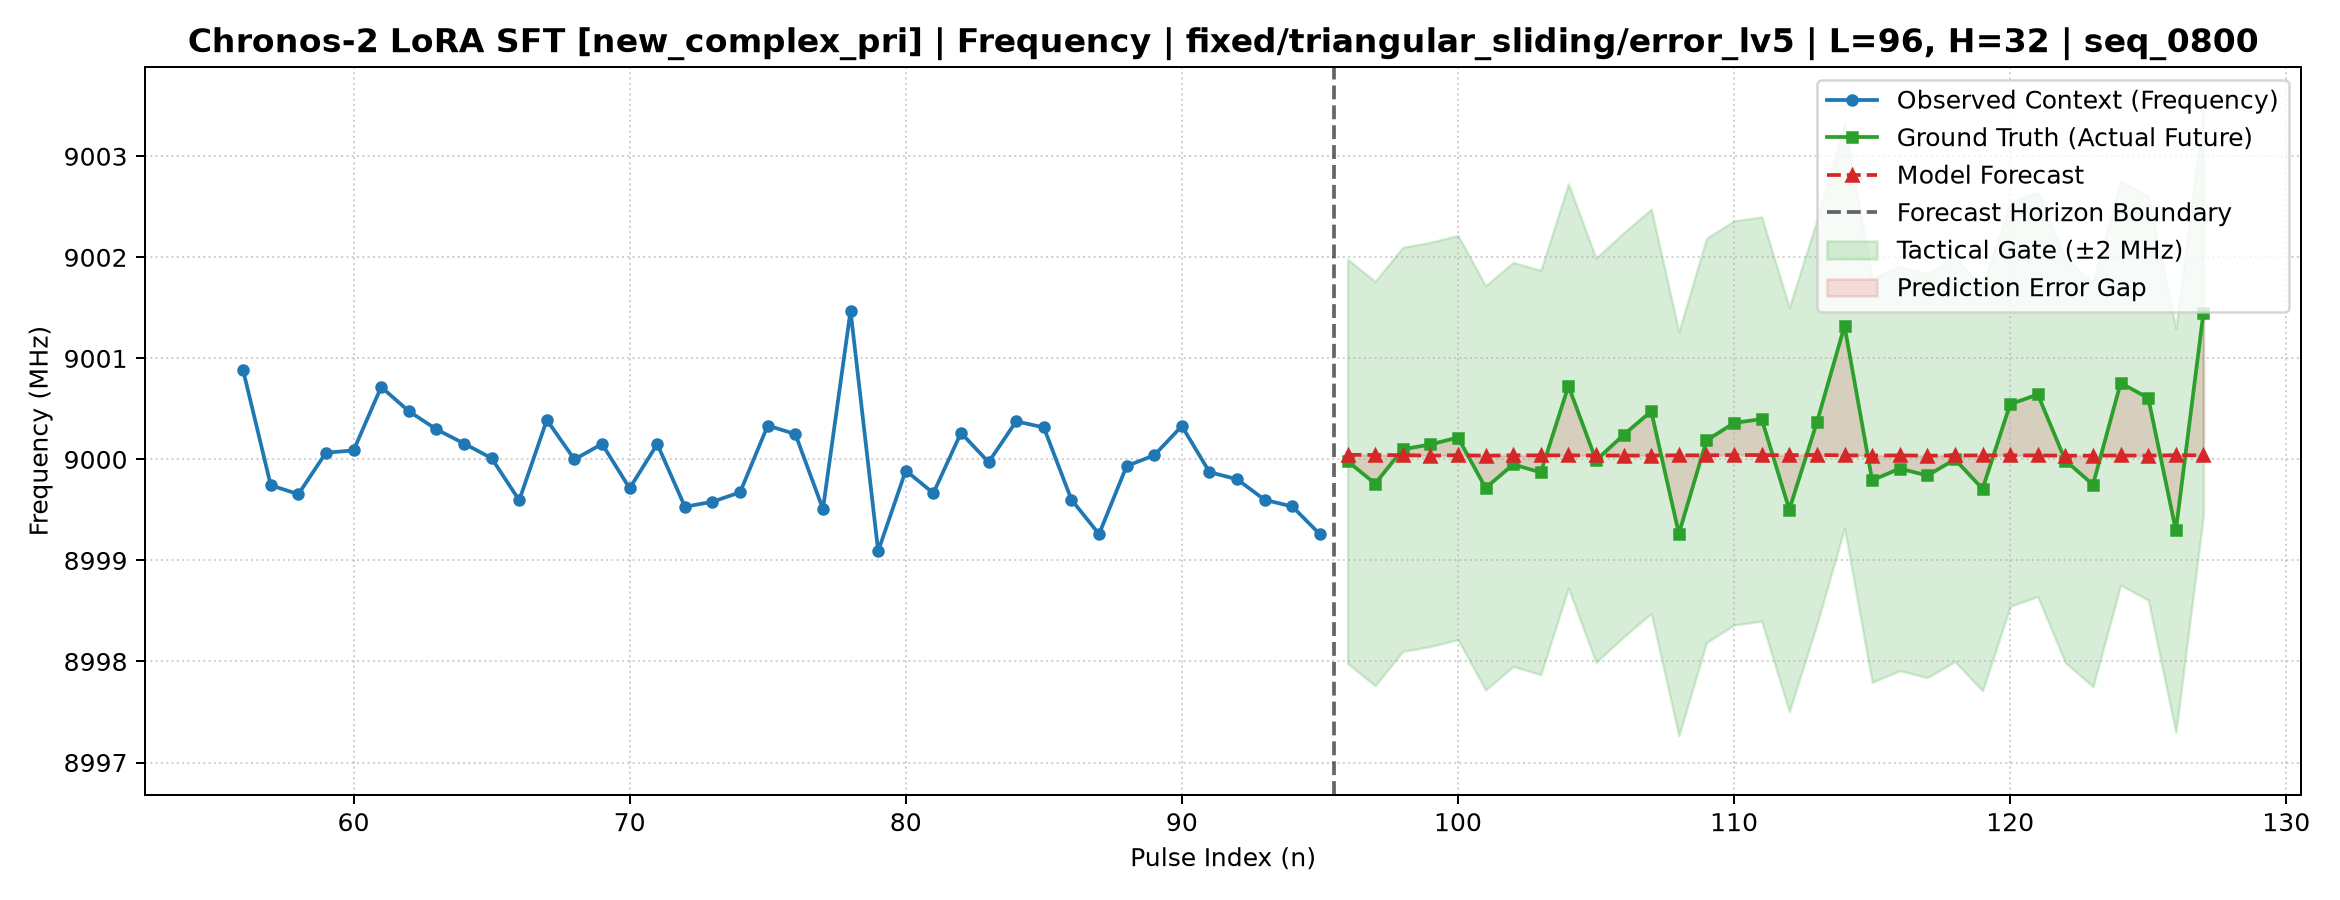 Chronos-2 LoRA SFT [new_complex_pri] | Frequency | fixed/triangular_sliding/error_lv5 | L=96, H=32 | seq_0800
Observed Context (Frequency)
Ground Truth (Actual Future)
Model Forecast
Forecast Horizon Boundary
Tactical Gate (±2 MHz)
Prediction Error Gap
Frequency (MHz)
9003
9002
9001
9000
8999
8998
8997
60 70 80 90 100 110 120 130
Pulse Index (n)